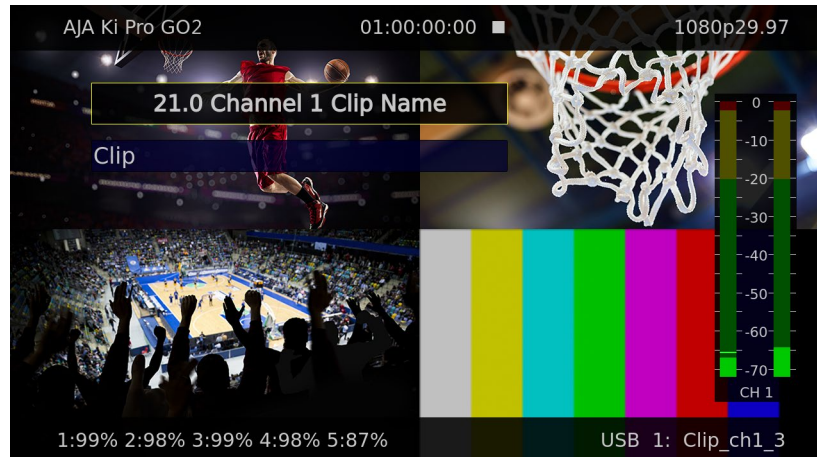 AJA Ki Pro GO2 01:00:00:00 1080p29.97
21.0 Channel 1 Clip Name
Clip
0
-10
-20
-30
-40
-50
-60
-70
CH 1
1:99% 2:98% 3:99% 4:98% 5:87% USB 1: Clip_ch1_3